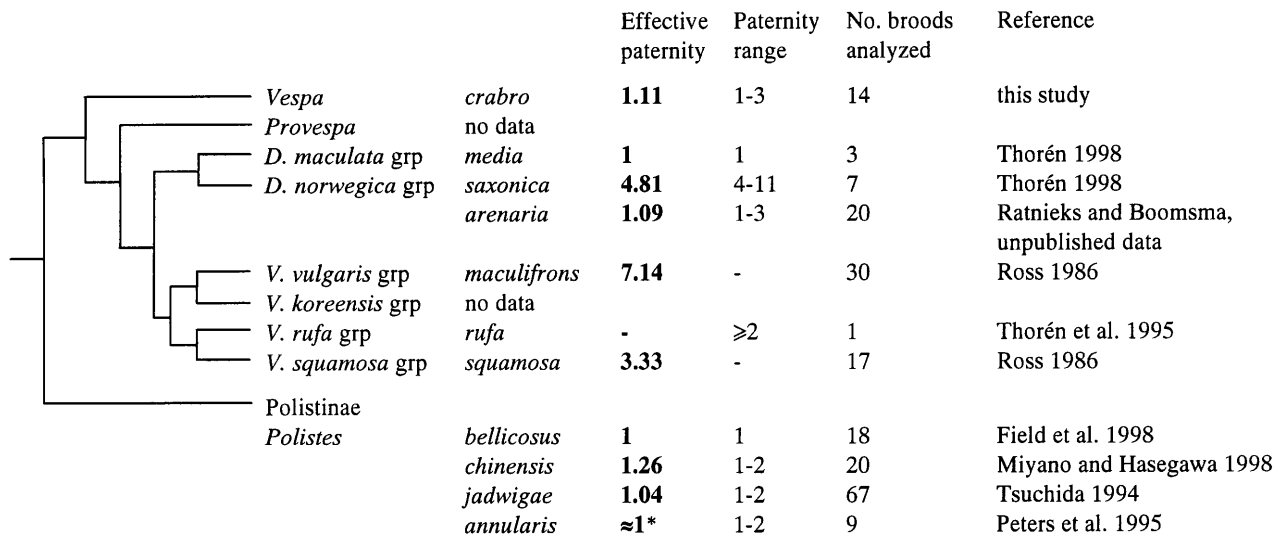 Effective Paternity No. broods Reference
paternity range analyzed
Vespa crabro 1.11 1-3 14 this study
Provespa no data
D. maculata grp media 1 1 3 Thorén 1998
D. norwegica grp saxonica 4.81 4-11 7 Thorén 1998
arenaria 1.09 1-3 20 Ratnieks and Boomsma,
unpublished data
V. vulgaris grp maculifrons 7.14 - 30 Ross 1986
V. koreensis grp no data
V. rufa grp rufa - ⩾2 1 Thorén et al. 1995
V. squamosa grp squamosa 3.33 - 17 Ross 1986
Polistinae
Polistes bellicosus 1 1 18 Field et al. 1998
chinensis 1.26 1-2 20 Miyano and Hasegawa 1998
jadwigae 1.04 1-2 67 Tsuchida 1994
annularis ≈1* 1-2 9 Peters et al. 1995